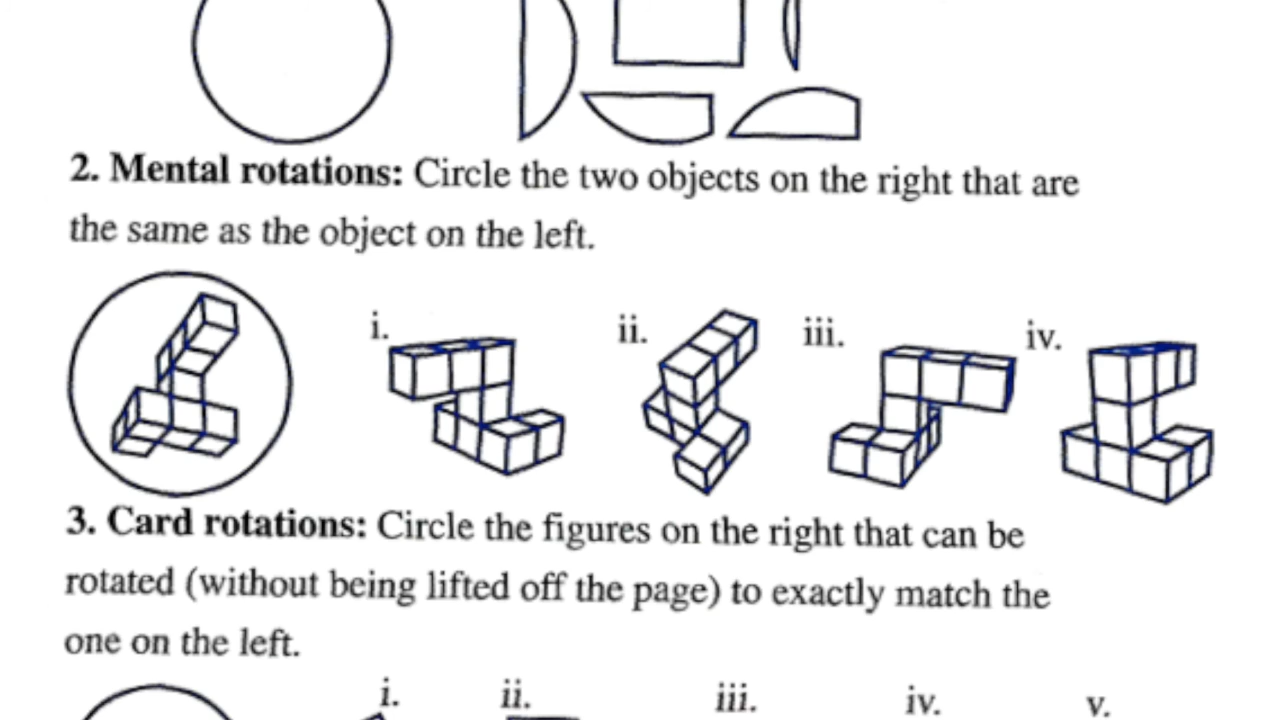 2. Mental rotations: Circle the two objects on the right that are
the same as the object on the left.
i. ii. iii. iv.
3. Card rotations: Circle the figures on the right that can be
rotated (without being lifted off the page) to exactly match the
one on the left.
i. ii. iii. iv. v.